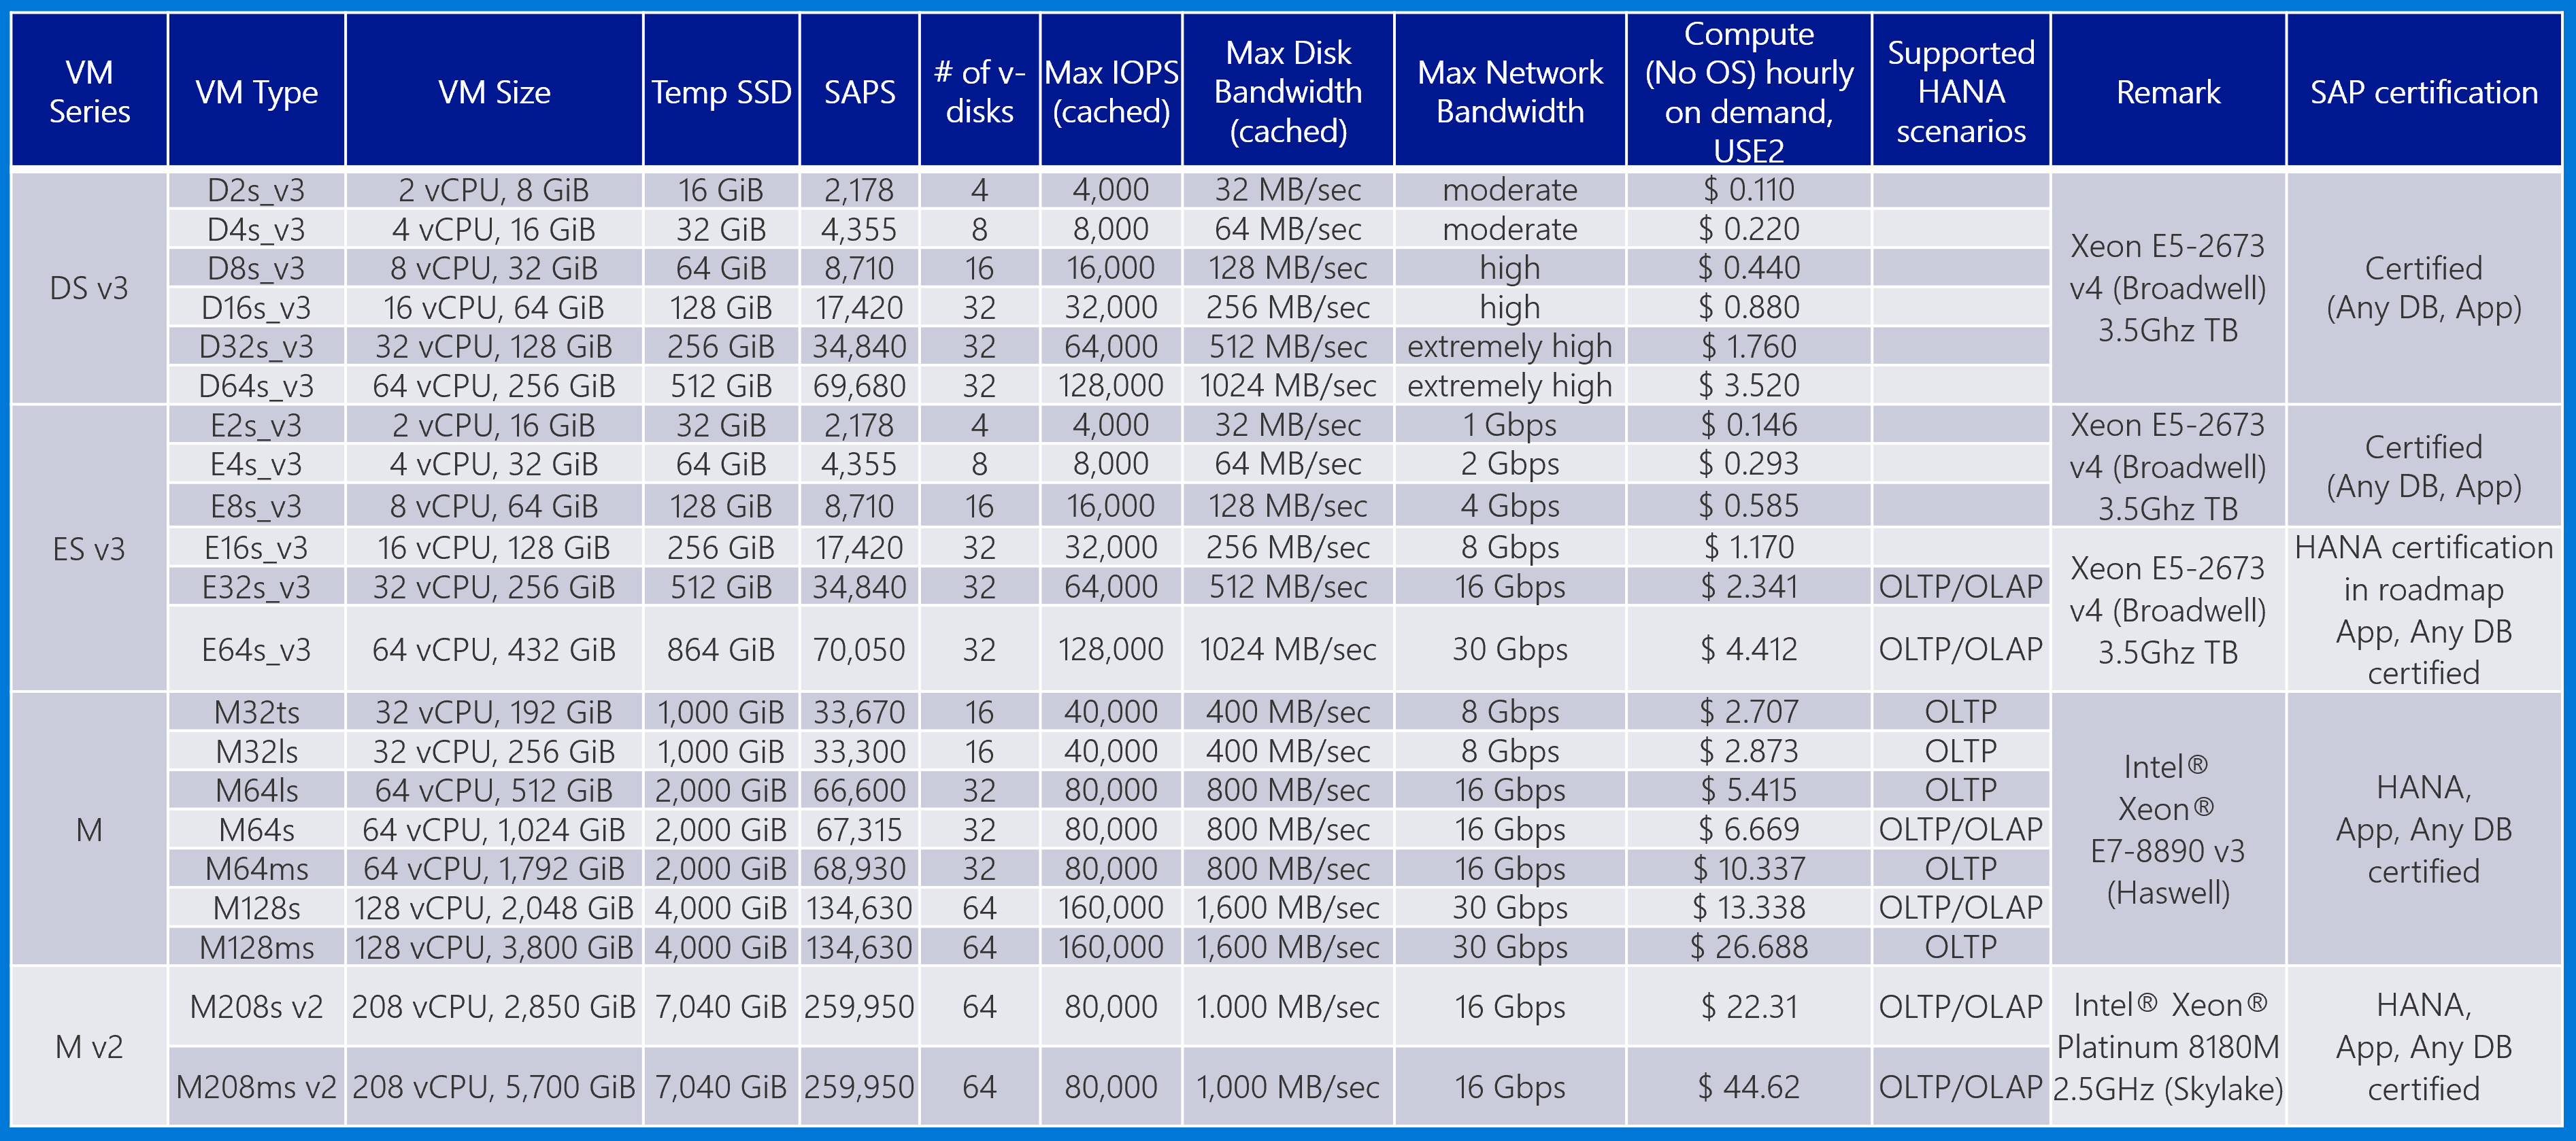 VM Series | VM Type | VM Size | Temp SSD | SAPS | # of v-disks | Max IOPS (cached) | Max Disk Bandwidth (cached) | Max Network Bandwidth | Compute (No OS) hourly on demand, USE2 | Supported HANA scenarios | Remark | SAP certification
DS v3 | D2s_v3 | 2 vCPU, 8 GiB | 16 GiB | 2,178 | 4 | 4,000 | 32 MB/sec | moderate | $ 0.110 | | Xeon E5-2673 v4 (Broadwell) 3.5Ghz TB | Certified (Any DB, App)
D4s_v3 | 4 vCPU, 16 GiB | 32 GiB | 4,355 | 8 | 8,000 | 64 MB/sec | moderate | $ 0.220
D8s_v3 | 8 vCPU, 32 GiB | 64 GiB | 8,710 | 16 | 16,000 | 128 MB/sec | high | $ 0.440
D16s_v3 | 16 vCPU, 64 GiB | 128 GiB | 17,420 | 32 | 32,000 | 256 MB/sec | high | $ 0.880
D32s_v3 | 32 vCPU, 128 GiB | 256 GiB | 34,840 | 32 | 64,000 | 512 MB/sec | extremely high | $ 1.760
D64s_v3 | 64 vCPU, 256 GiB | 512 GiB | 69,680 | 32 | 128,000 | 1024 MB/sec | extremely high | $ 3.520
ES v3 | E2s_v3 | 2 vCPU, 16 GiB | 32 GiB | 2,178 | 4 | 4,000 | 32 MB/sec | 1 Gbps | $ 0.146 | | Xeon E5-2673 v4 (Broadwell) 3.5Ghz TB | Certified (Any DB, App)
E4s_v3 | 4 vCPU, 32 GiB | 64 GiB | 4,355 | 8 | 8,000 | 64 MB/sec | 2 Gbps | $ 0.293
E8s_v3 | 8 vCPU, 64 GiB | 128 GiB | 8,710 | 16 | 16,000 | 128 MB/sec | 4 Gbps | $ 0.585
E16s_v3 | 16 vCPU, 128 GiB | 256 GiB | 17,420 | 32 | 32,000 | 256 MB/sec | 8 Gbps | $ 1.170 | | Xeon E5-2673 v4 (Broadwell) 3.5Ghz TB | HANA certification in roadmap App, Any DB certified
E32s_v3 | 32 vCPU, 256 GiB | 512 GiB | 34,840 | 32 | 64,000 | 512 MB/sec | 16 Gbps | $ 2.341 | OLTP/OLAP
E64s_v3 | 64 vCPU, 432 GiB | 864 GiB | 70,050 | 32 | 128,000 | 1024 MB/sec | 30 Gbps | $ 4.412 | OLTP/OLAP
M | M32ts | 32 vCPU, 192 GiB | 1,000 GiB | 33,670 | 16 | 40,000 | 400 MB/sec | 8 Gbps | $ 2.707 | OLTP | Intel® Xeon® E7-8890 v3 (Haswell) | HANA, App, Any DB certified
M32ls | 32 vCPU, 256 GiB | 1,000 GiB | 33,300 | 16 | 40,000 | 400 MB/sec | 8 Gbps | $ 2.873 | OLTP
M64ls | 64 vCPU, 512 GiB | 2,000 GiB | 66,600 | 32 | 80,000 | 800 MB/sec | 16 Gbps | $ 5.415 | OLTP
M64s | 64 vCPU, 1,024 GiB | 2,000 GiB | 67,315 | 32 | 80,000 | 800 MB/sec | 16 Gbps | $ 6.669 | OLTP/OLAP
M64ms | 64 vCPU, 1,792 GiB | 2,000 GiB | 68,930 | 32 | 80,000 | 800 MB/sec | 16 Gbps | $ 10.337 | OLTP
M128s | 128 vCPU, 2,048 GiB | 4,000 GiB | 134,630 | 64 | 160,000 | 1,600 MB/sec | 30 Gbps | $ 13.338 | OLTP/OLAP
M128ms | 128 vCPU, 3,800 GiB | 4,000 GiB | 134,630 | 64 | 160,000 | 1,600 MB/sec | 30 Gbps | $ 26.688 | OLTP
M v2 | M208s v2 | 208 vCPU, 2,850 GiB | 7,040 GiB | 259,950 | 64 | 80,000 | 1.000 MB/sec | 16 Gbps | $ 22.31 | OLTP/OLAP | Intel® Xeon® Platinum 8180M 2.5GHz (Skylake) | HANA, App, Any DB certified
M208ms v2 | 208 vCPU, 5,700 GiB | 7,040 GiB | 259,950 | 64 | 80,000 | 1,000 MB/sec | 16 Gbps | $ 44.62 | OLTP/OLAP